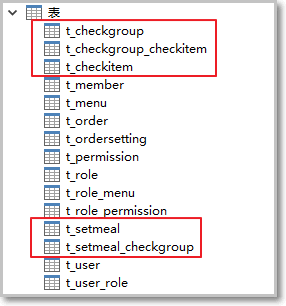 表
t_checkgroup
t_checkgroup_checkitem
t_checkitem
t_member
t_menu
t_order
t_ordersetting
t_permission
t_role
t_role_menu
t_role_permission
t_setmeal
t_setmeal_checkgroup
t_user
t_user_role